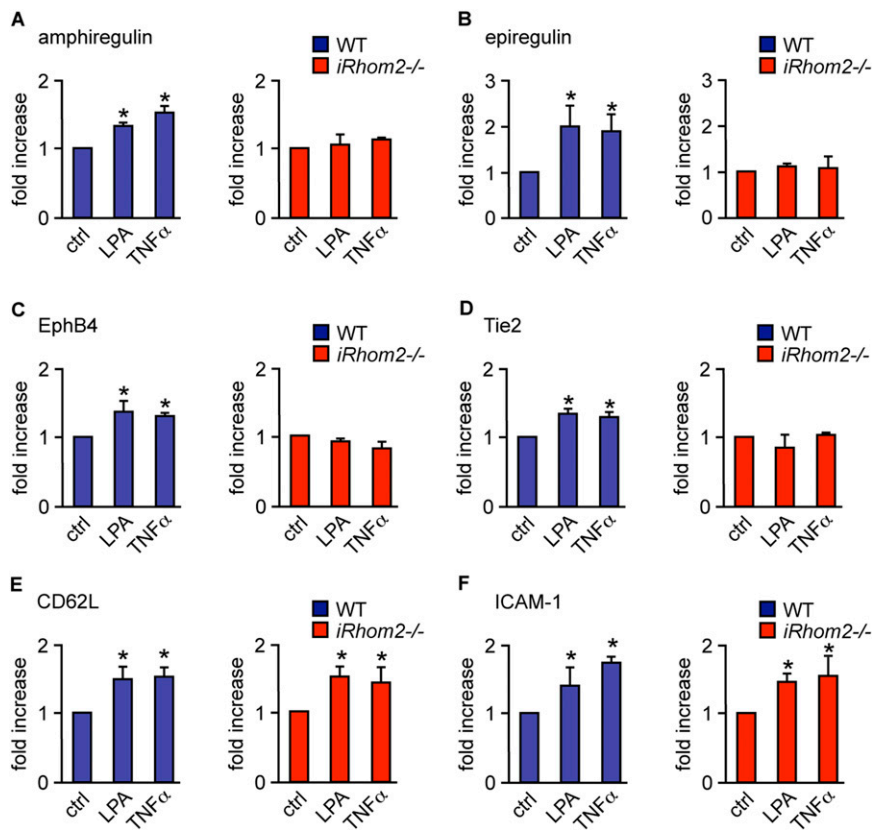 A
amphiregulin
WT
iRhom2-/-
fold increase
2
1
0
*
*
ctrl
LPA
TNFα
fold increase
2
1
0
ctrl
LPA
TNFα
B
epiregulin
WT
iRhom2-/-
fold increase
3
2
1
0
*
*
ctrl
LPA
TNFα
fold increase
3
2
1
0
ctrl
LPA
TNFα
C
EphB4
WT
iRhom2-/-
fold increase
2
1
0
*
*
ctrl
LPA
TNFα
fold increase
2
1
0
ctrl
LPA
TNFα
D
Tie2
WT
iRhom2-/-
fold increase
2
1
0
*
*
ctrl
LPA
TNFα
fold increase
2
1
0
ctrl
LPA
TNFα
E
CD62L
WT
iRhom2-/-
fold increase
2
1
0
*
*
ctrl
LPA
TNFα
fold increase
2
1
0
*
*
ctrl
LPA
TNFα
F
ICAM-1
WT
iRhom2-/-
fold increase
2
1
0
*
*
ctrl
LPA
TNFα
fold increase
2
1
0
*
*
ctrl
LPA
TNFα